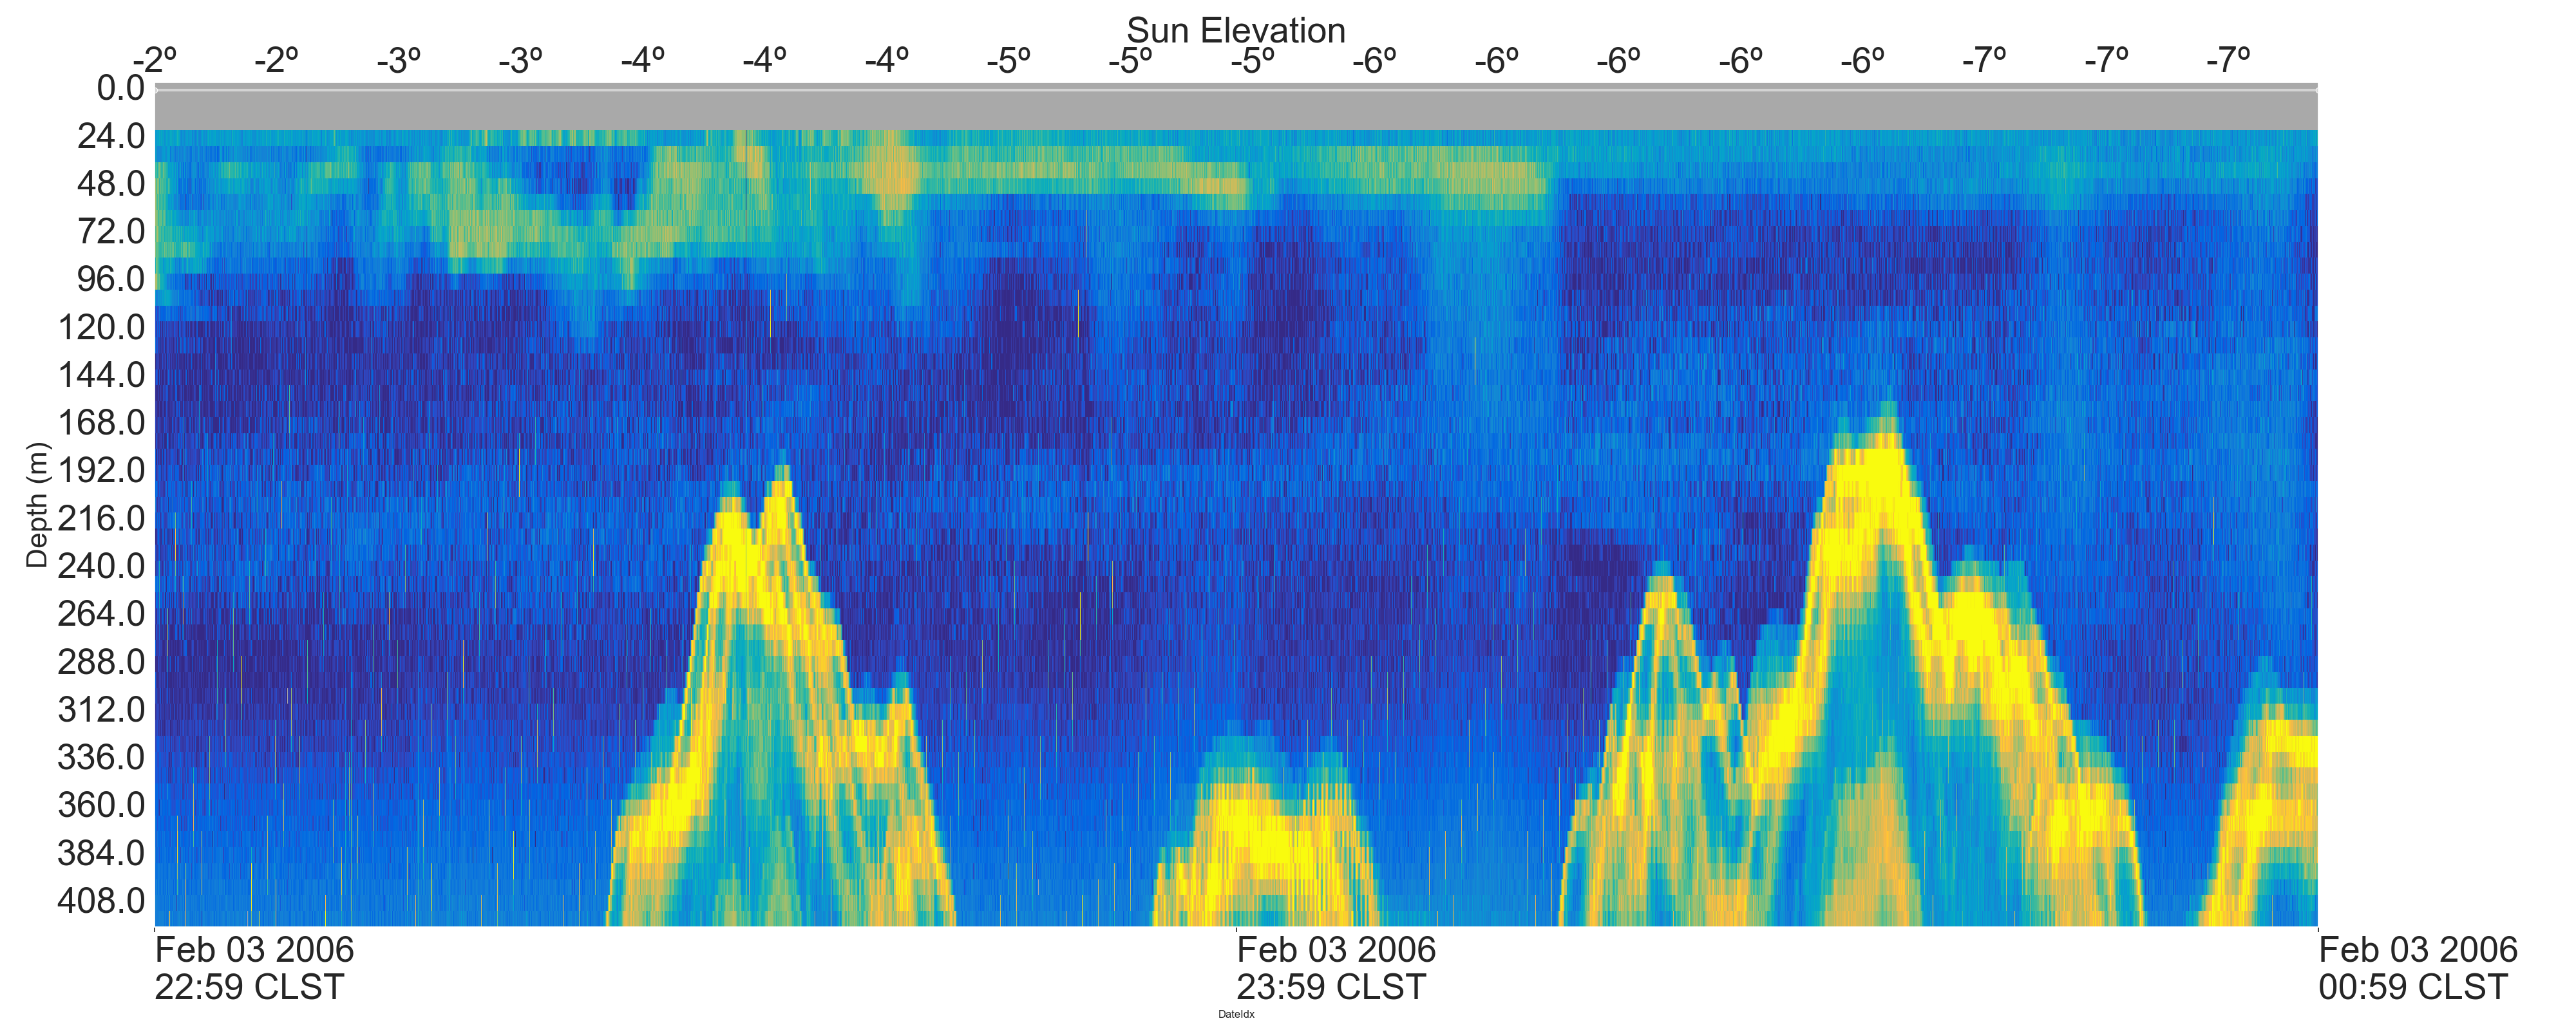 Sun Elevation
-2º -2º -3º -3º -4º -4º -4º -5º -5º -5º -6º -6º -6º -6º -6º -7º -7º -7º
0.0
24.0
48.0
72.0
96.0
120.0
144.0
168.0
192.0
216.0
240.0
264.0
288.0
312.0
336.0
360.0
384.0
408.0
Depth (m)
Feb 03 2006
22:59 CLST
Feb 03 2006
23:59 CLST
Feb 03 2006
00:59 CLST
DateIdx